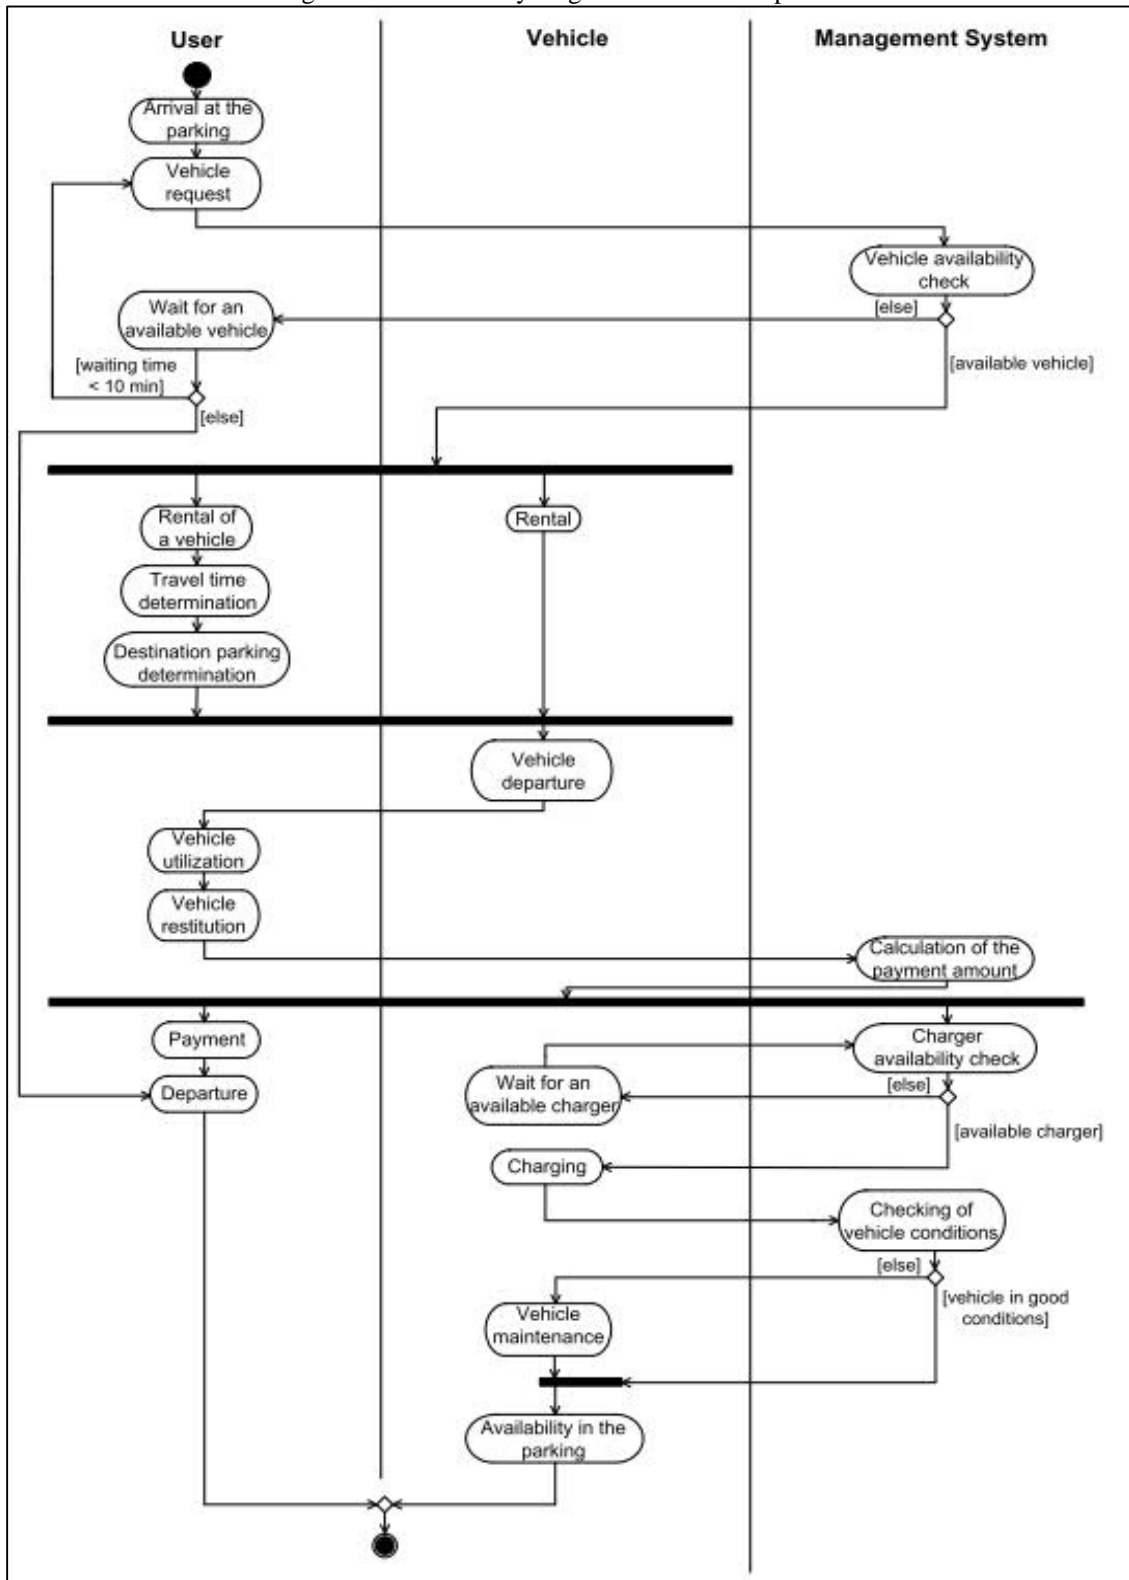 User
Vehicle
Management System
Arrival at the
parking
Vehicle
request
Vehicle availability
check
[else]
Wait for an
available vehicle
[waiting time
< 10 min]
[available vehicle]
[else]
Rental of
a vehicle
Rental
Travel time
determination
Destination parking
determination
Vehicle
departure
Vehicle
utilization
Vehicle
restitution
Calculation of the
payment amount
Payment
Charger
availability check
Departure
Wait for an
available charger
[else]
[available charger]
Charging
Checking of
vehicle conditions
[else]
[vehicle in good
conditions]
Vehicle
maintenance
Availability in the
parking